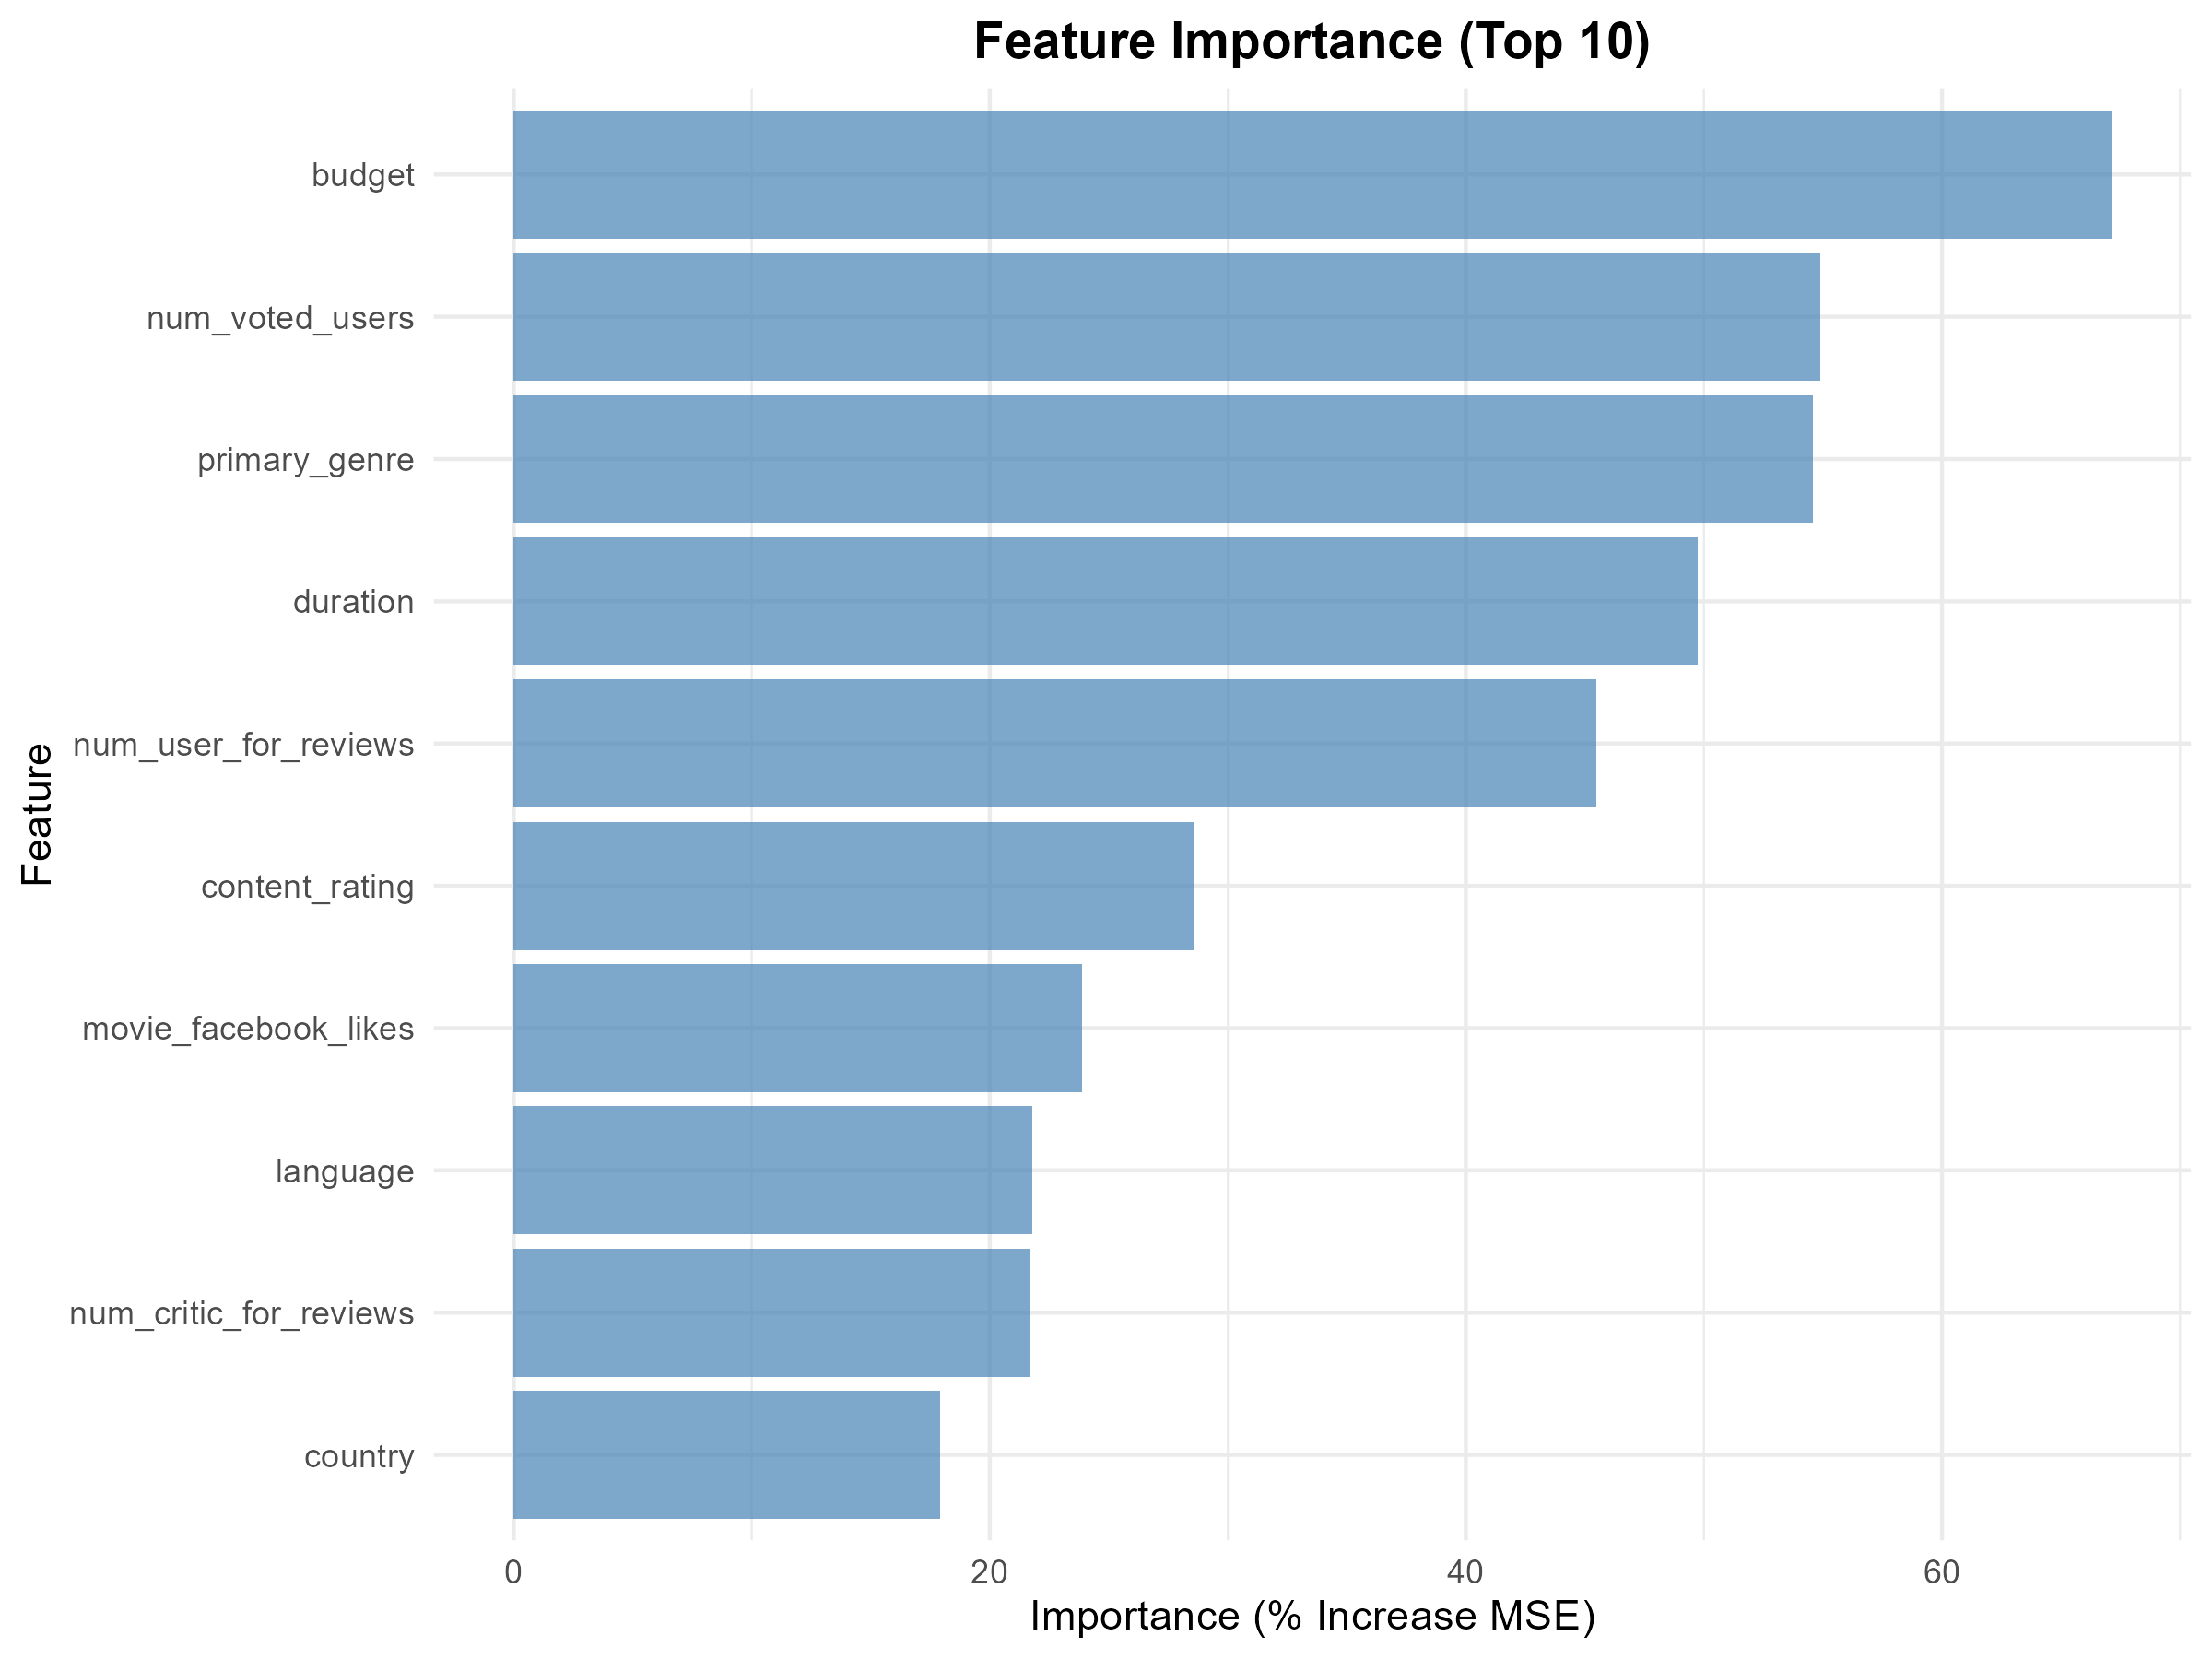 Feature Importance (Top 10)
Feature
budget
num_voted_users
primary_genre
duration
num_user_for_reviews
content_rating
movie_facebook_likes
language
num_critic_for_reviews
country
0 20 40 60
Importance (% Increase MSE)